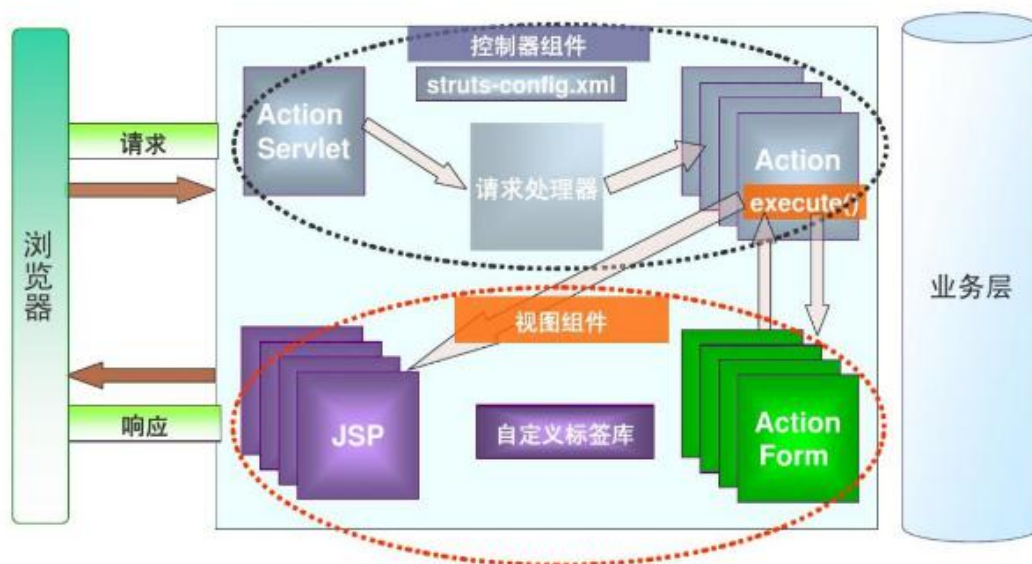 控制器组件
struts-config.xml
Action
Servlet
请求
请求处理器
Action
execute()
浏览器
业务层
视图组件
响应
JSP
自定义标签库
Action
Form